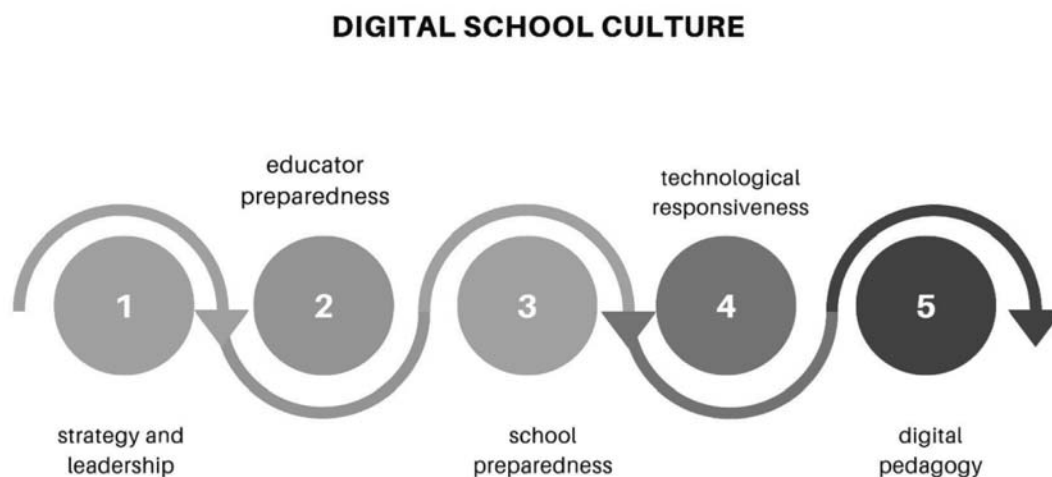 DIGITAL SCHOOL CULTURE
educator
preparedness
technological
responsiveness
1
2
3
4
5
strategy and
leadership
school
preparedness
digital
pedagogy